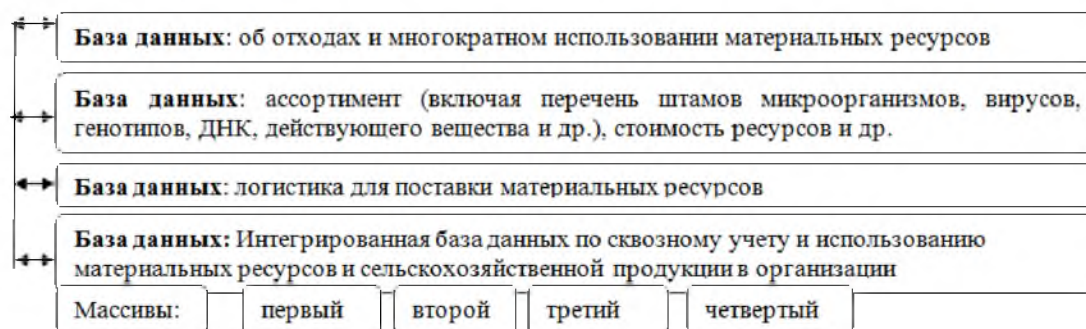 База данных: об отходах и многократном использовании материальных ресурсов
База данных: ассортимент (включая перечень штамов микроорганизмов, вирусов,
генотипов, ДНК, действующего вещества и др.), стоимость ресурсов и др.
База данных: логистика для поставки материальных ресурсов
База данных: Интегрированная база данных по сквозному учету и использованию
материальных ресурсов и сельскохозяйственной продукции в организации
Массивы: первый второй третий четвертый